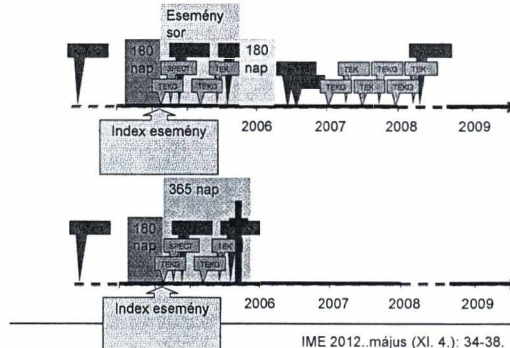 Esemény
sor
180
nap
180
nap
SPECT
TEK
TEKG
TEKG
TEK
TEK
TEK
TEKG
TEKG
TEKG
2006
2007
2008
2009
Index esemény
365 nap
180
nap
SPECT
TEK
TEKG
TEKG
2006
2007
2008
2009
Index esemény
IME 2012..május (XI. 4.): 34-38.